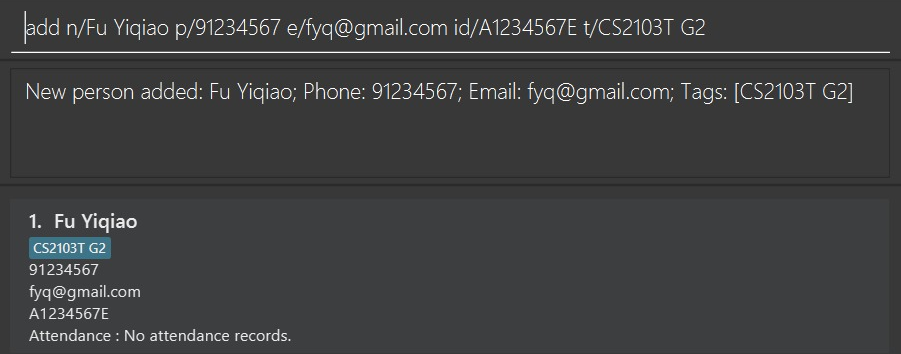 add n/Fu Yiqiao p/91234567 e/fyq@gmail.com id/A1234567E t/CS2103T G2
New person added: Fu Yiqiao; Phone: 91234567; Email: fyq@gmail.com; Tags: [CS2103T G2]
1. Fu Yiqiao
CS2103T G2
91234567
fyq@gmail.com
A1234567E
Attendance : No attendance records.